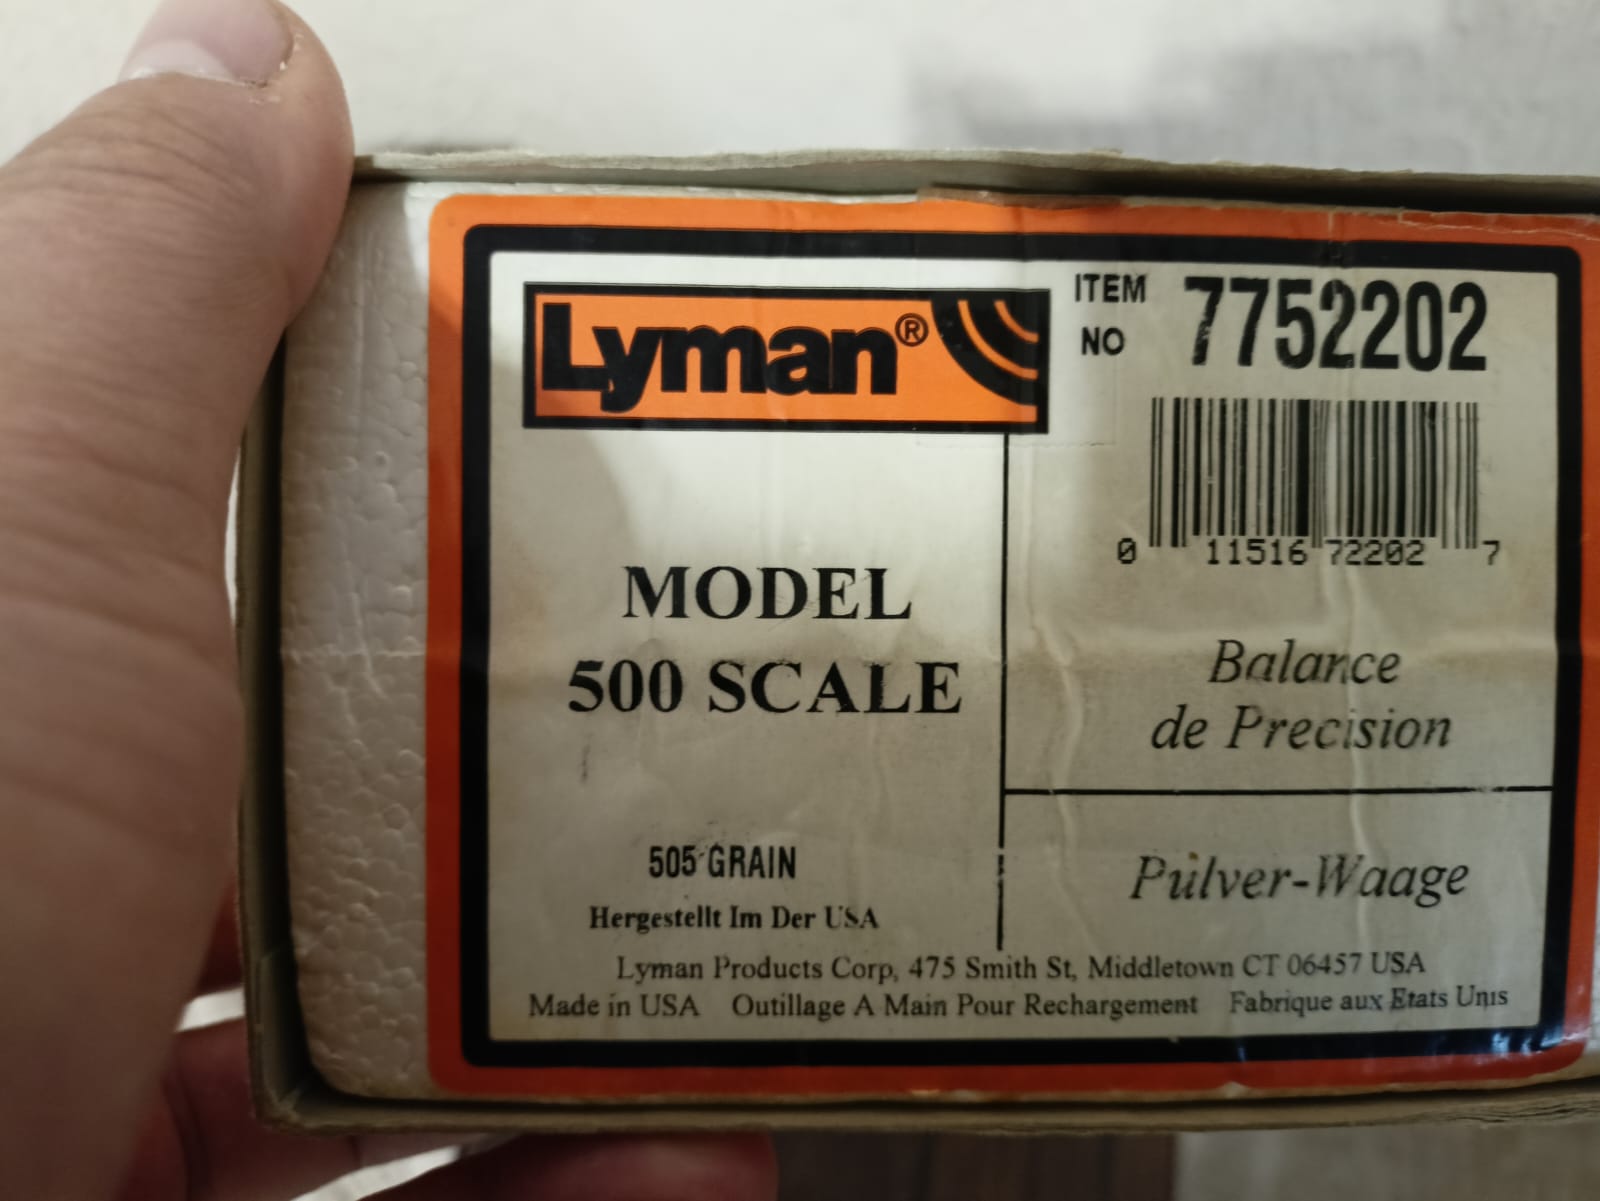 Lyman®
ITEM NO 7752202
0 11516 72202 7
MODEL
500 SCALE
505 GRAIN
Hergestellt Im Der USA
Balance
de Precision
Pulver-Waage
Lyman Products Corp, 475 Smith St, Middletown CT 06457 USA
Made in USA Outillage A Main Pour Rechargement Fabrique aux Etats Unis